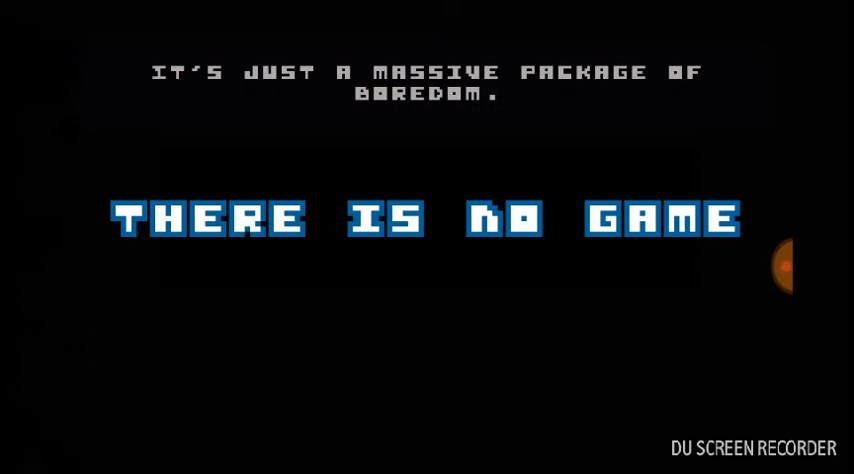 IT'S JUST A MASSIVE PACKAGE OF
BOREDOM.
THERE IS NO GAME
DU SCREEN RECORDER